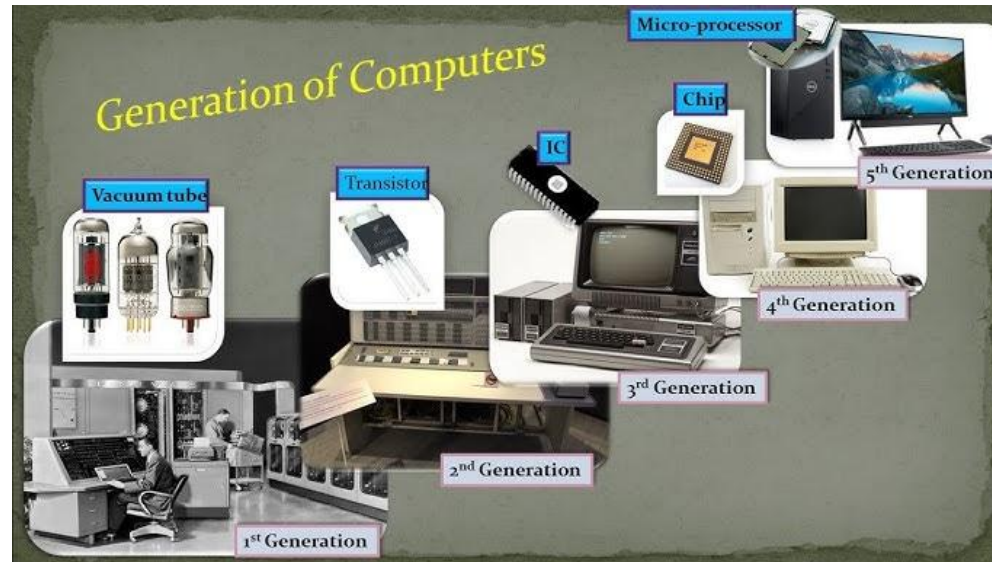 Generation of Computers
Vacuum tube
1st Generation
Transistor
2nd Generation
IC
3rd Generation
Chip
4th Generation
Micro-processor
5th Generation